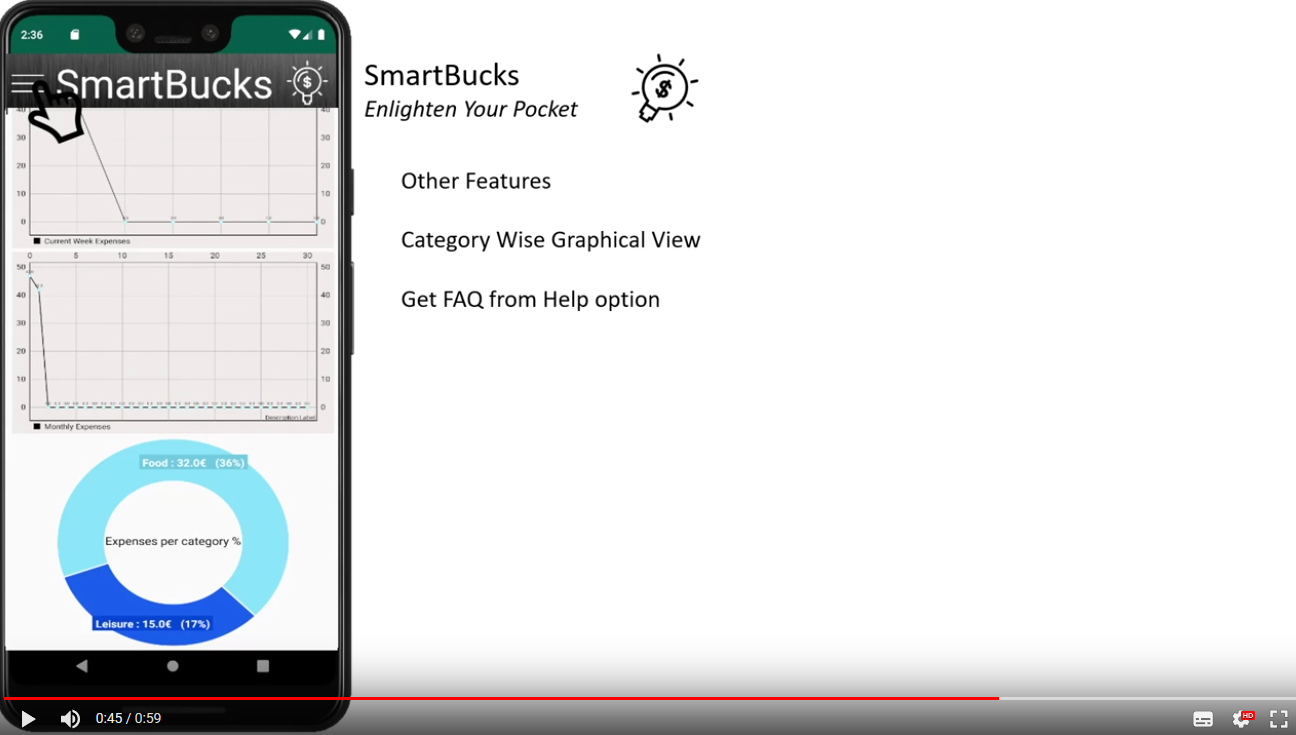 2:36
SmartBucks
$
40 40
30 30
20 20
10 10
0 0
Current Week Expenses
0 5 10 15 20 25 30
50 50
40 40
30 30
20 20
10 10
0 0
Description Label
Monthly Expenses
Food : 32.0€ (36%)
Expenses per category %
Leisure : 15.0€ (17%)
SmartBucks
$
Enlighten Your Pocket
Other Features
Category Wise Graphical View
Get FAQ from Help option
0:45 / 0:59
HD